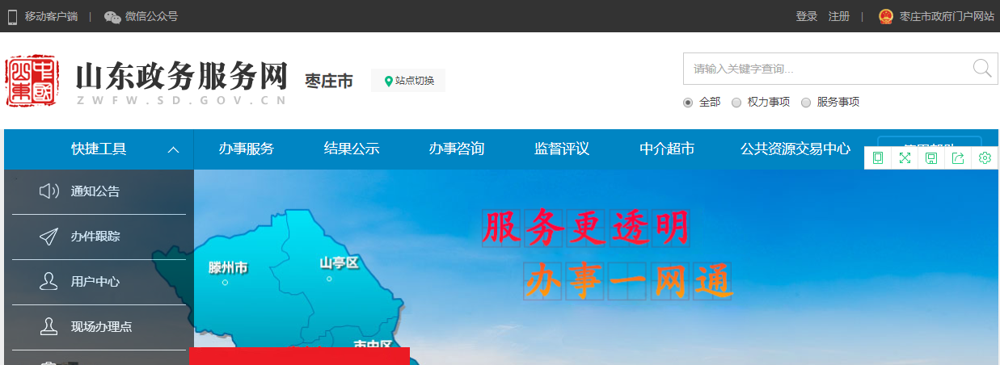 移动客户端 | 微信公众号
登录 注册 | 枣庄市政府门户网站
山东政务服务网 枣庄市 站点切换
ZWFW.SD.GOV.CN
请输入关键字查询...
全部 权力事项 服务事项
快捷工具 办事服务 结果公示 办事咨询 监督评议 中介超市 公共资源交易中心
通知公告
办件跟踪
用户中心
现场办理点
服务更透明
办事一网通
滕州市 山亭区
市中区